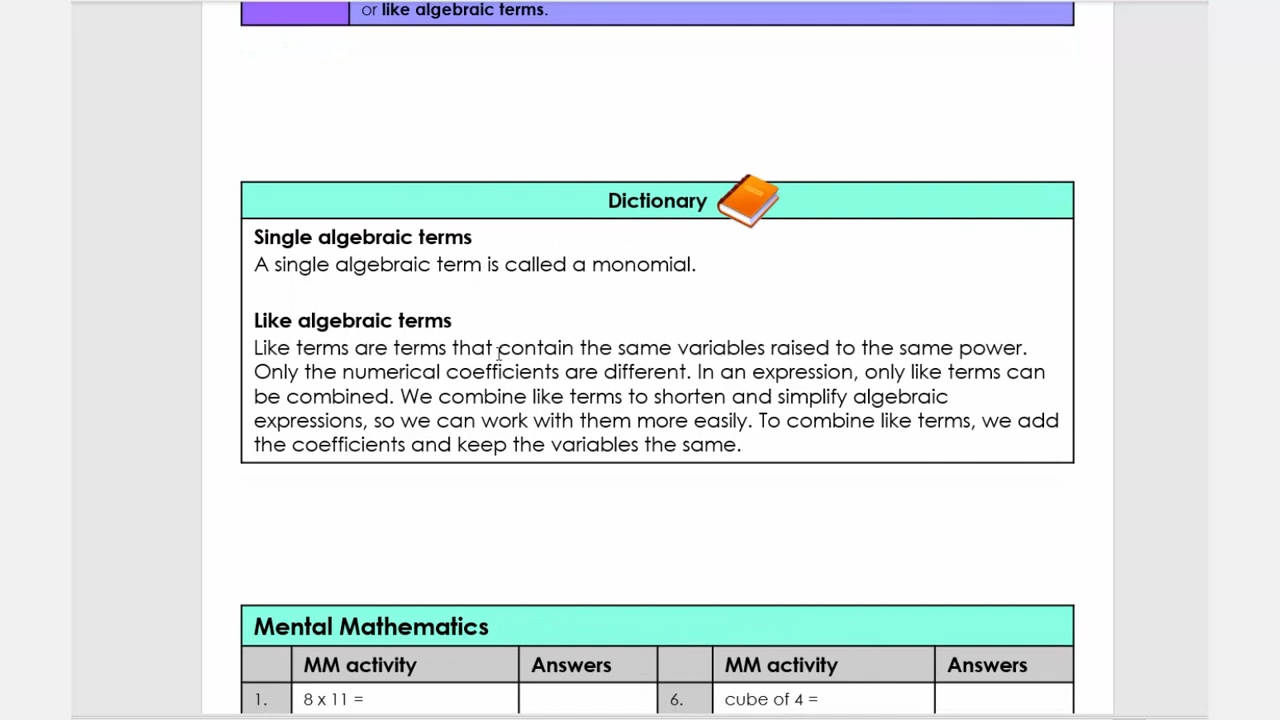 or like algebraic terms.
Dictionary
Single algebraic terms
A single algebraic term is called a monomial.
Like algebraic terms
Like terms are terms that contain the same variables raised to the same power.
Only the numerical coefficients are different. In an expression, only like terms can
be combined. We combine like terms to shorten and simplify algebraic
expressions, so we can work with them more easily. To combine like terms, we add
the coefficients and keep the variables the same.
Mental Mathematics
MM activity Answers MM activity Answers
1. 8 x 11 = 6. cube of 4 =